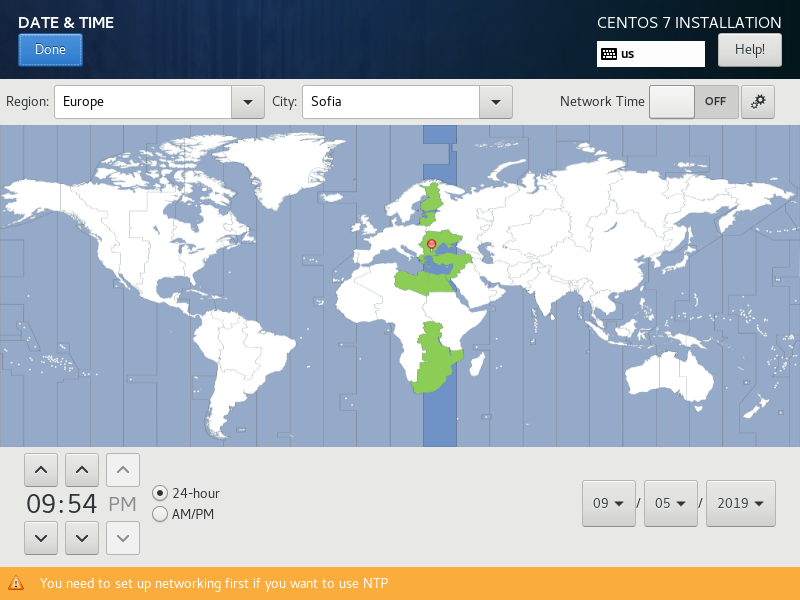 DATE & TIME
CENTOS 7 INSTALLATION
Done
us
Help!
Region:
Europe
City:
Sofia
Network Time
OFF
09:54 PM
24-hour
AM/PM
09 / 05 / 2019
You need to set up networking first if you want to use NTP